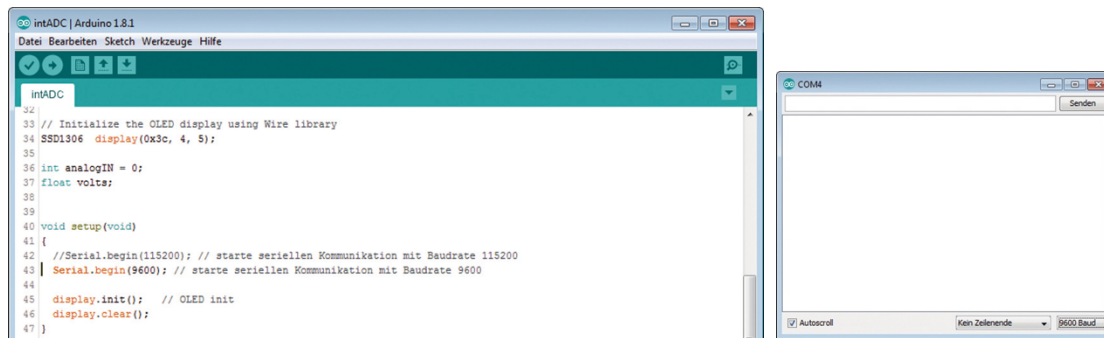 intADC | Arduino 1.8.1
Datei Bearbeiten Sketch Werkzeuge Hilfe
intADC
32
33 // Initialize the OLED display using Wire library
34 SSD1306  display(0x3c, 4, 5);
35
36 int analogIN = 0;
37 float volts;
38
39
40 void setup(void)
41 {
42   //Serial.begin(115200); // starte seriellen Kommunikation mit Baudrate 115200
43   Serial.begin(9600); // starte seriellen Kommunikation mit Baudrate 9600
44
45   display.init();   // OLED init
46   display.clear();
47 }
COM4
Senden
Autoscroll
Kein Zeilenende
9600 Baud